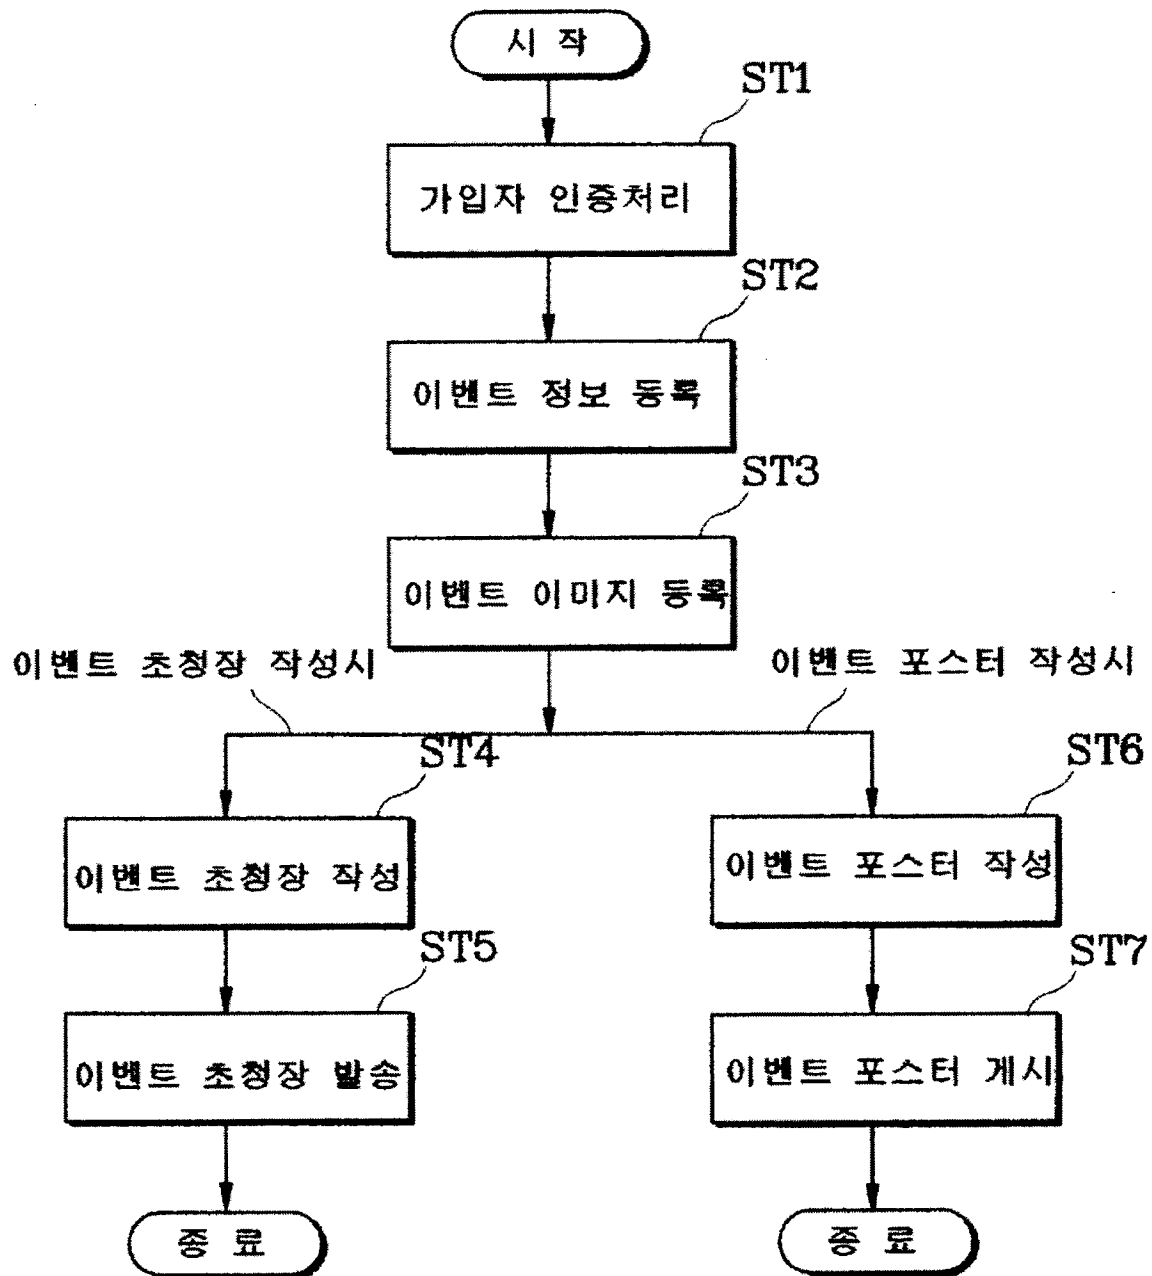 시 작
ST1
가입자 인증처리
ST2
이벤트 정보 등록
ST3
이벤트 이미지 등록
이벤트 초청장 작성시
이벤트 포스터 작성시
ST4
이벤트 초청장 작성
ST5
이벤트 초청장 발송
종 료
ST6
이벤트 포스터 작성
ST7
이벤트 포스터 게시
종 료